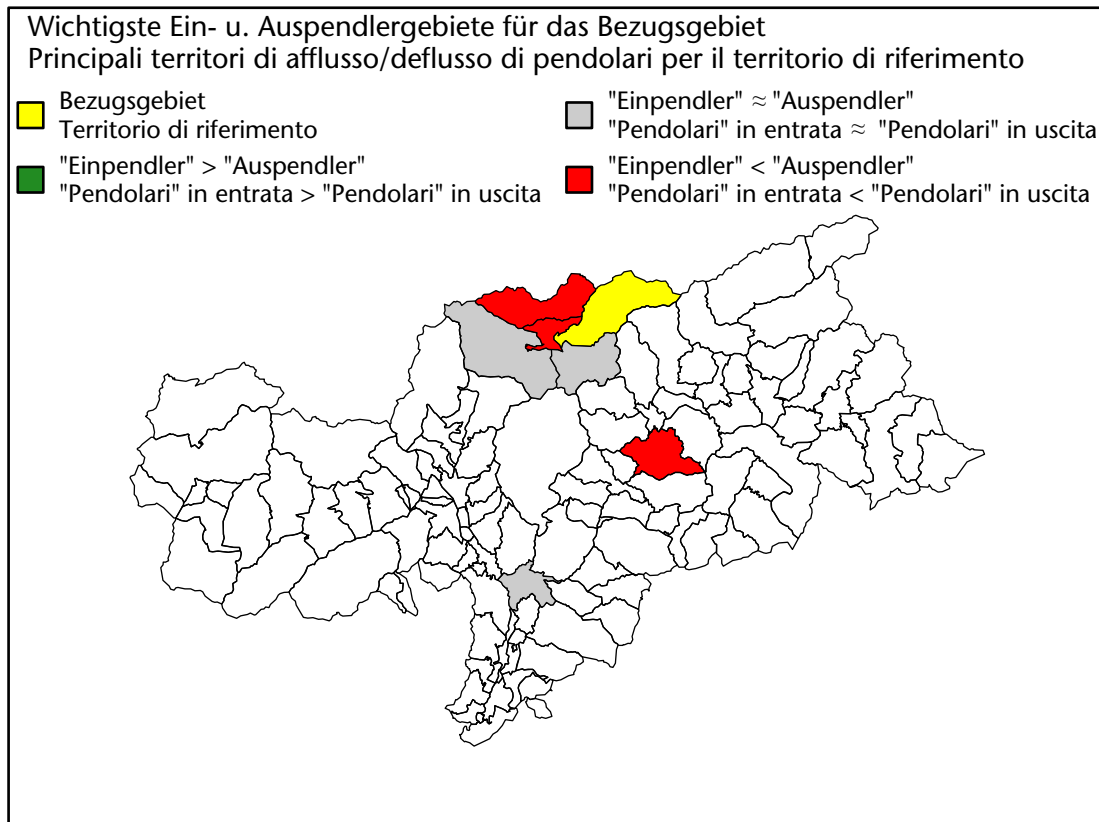 Wichtigste Ein- u. Auspendlergebiete für das Bezugsgebiet
Principali territori di afflusso/deflusso di pendolari per il territorio di riferimento
Bezugsgebiet
Territorio di riferimento
"Einpendler" > "Auspendler"
"Pendolari" in entrata > "Pendolari" in uscita
"Einpendler" ≈ "Auspendler"
"Pendolari" in entrata ≈ "Pendolari" in uscita
"Einpendler" < "Auspendler"
"Pendolari" in entrata < "Pendolari" in uscita